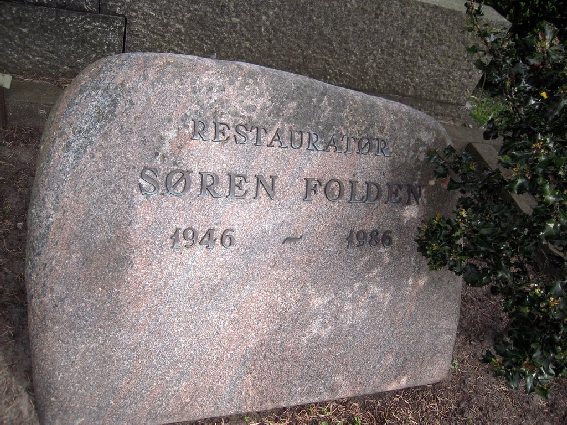 RESTAURATØR
SØREN FOLDEN
1946 ~ 1986